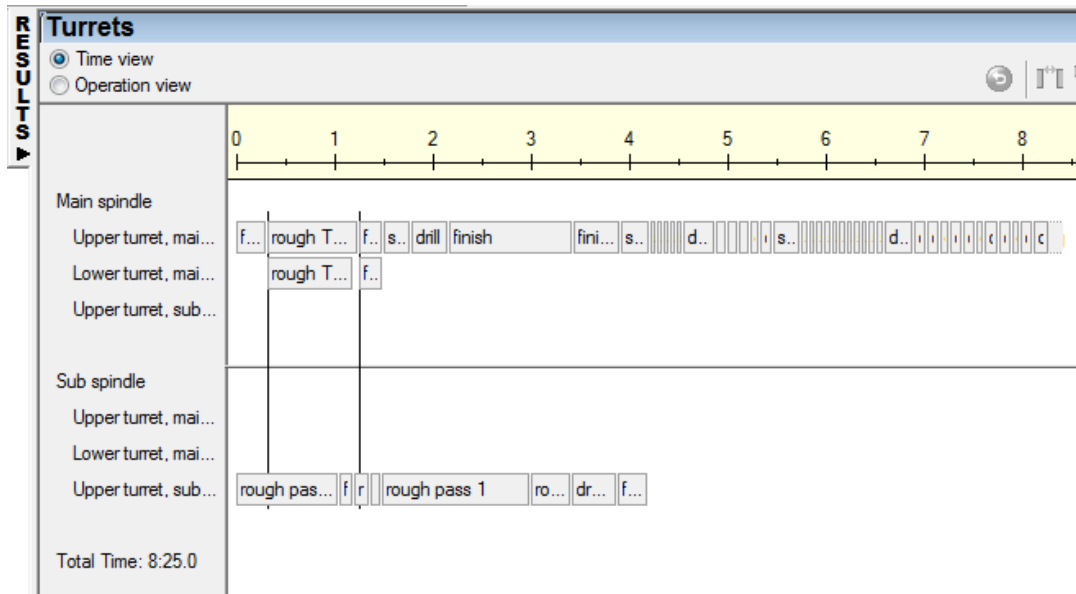 RESULTS
Turrets
Time view
Operation view
0 1 2 3 4 5 6 7 8
Main spindle
Upper turret, mai... f... rough T... f.. s.. drill finish fini... s.. d.. s.. d..
Lower turret, mai... rough T... f..
Upper turret, sub...
Sub spindle
Upper turret, mai...
Lower turret, mai...
Upper turret, sub... rough pas... f r rough pass 1 ro... dr... f...
Total Time: 8:25.0